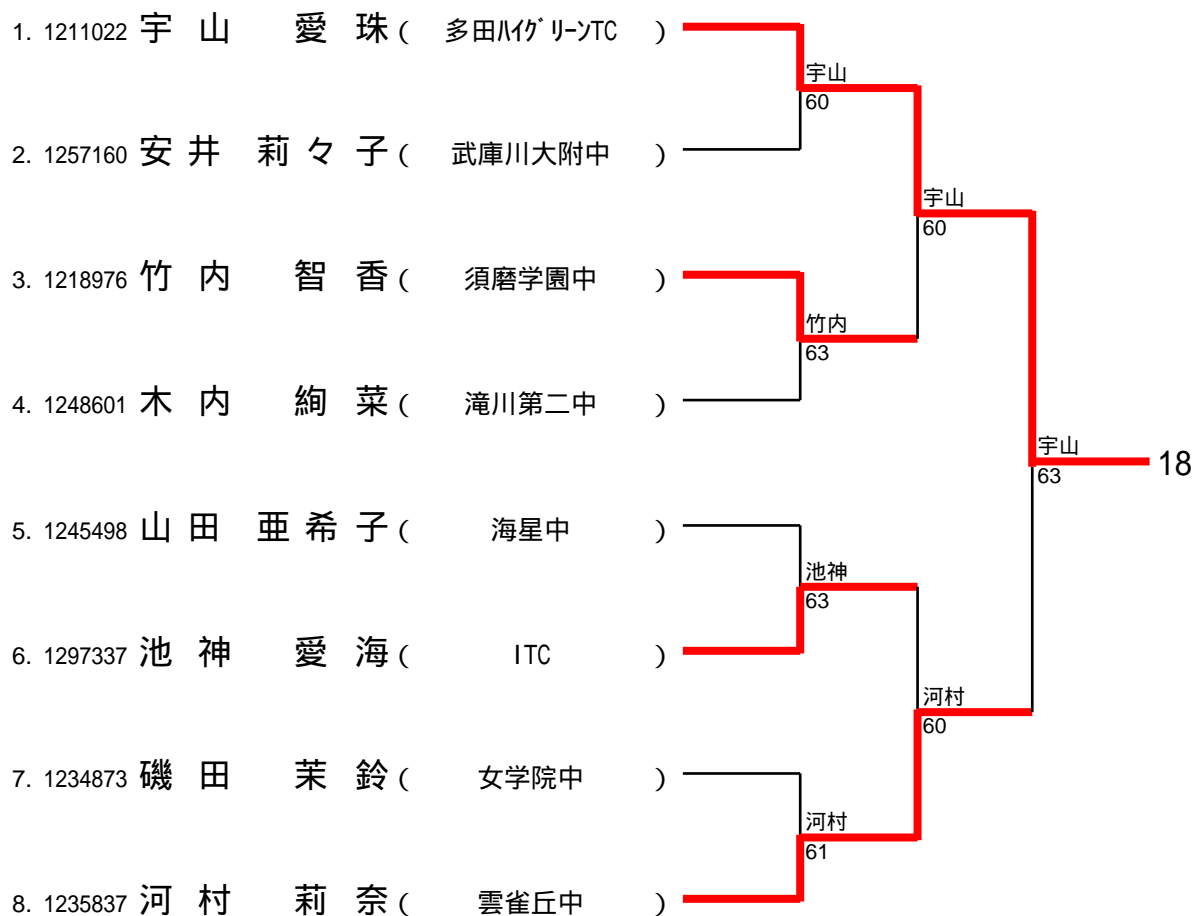 1. 1211022 宇山 愛珠 ( 多田ﾊｲｸﾞﾘｰﾝTC )
宇山
60
2. 1257160 安井 莉々子 ( 武庫川大附中 )
宇山
60
3. 1218976 竹内 智香 ( 須磨学園中 )
竹内
63
4. 1248601 木内 絢菜 ( 滝川第二中 )
宇山
63
18
5. 1245498 山田 亜希子 ( 海星中 )
池神
63
6. 1297337 池神 愛海 ( ITC )
河村
60
7. 1234873 磯田 茉鈴 ( 女学院中 )
河村
61
8. 1235837 河村 莉奈 ( 雲雀丘中 )